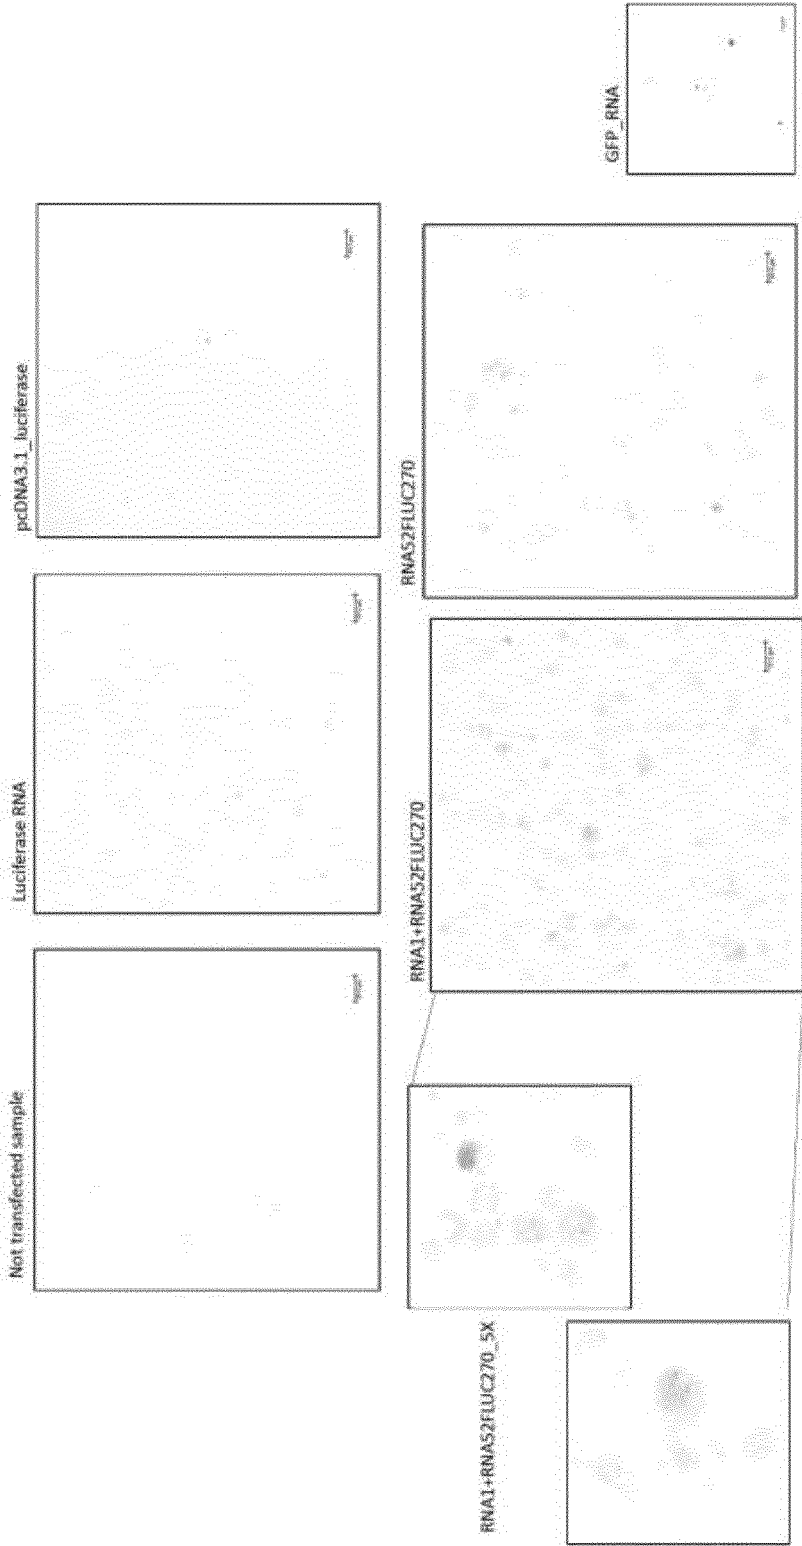 Not transfected sample
Luciferase RNA
pcDNA3.1_luciferase
RNA1+RNA52FLUC270_5X
RNA1+RNA52FLUC270
RNA52FLUC270
GFP_RNA